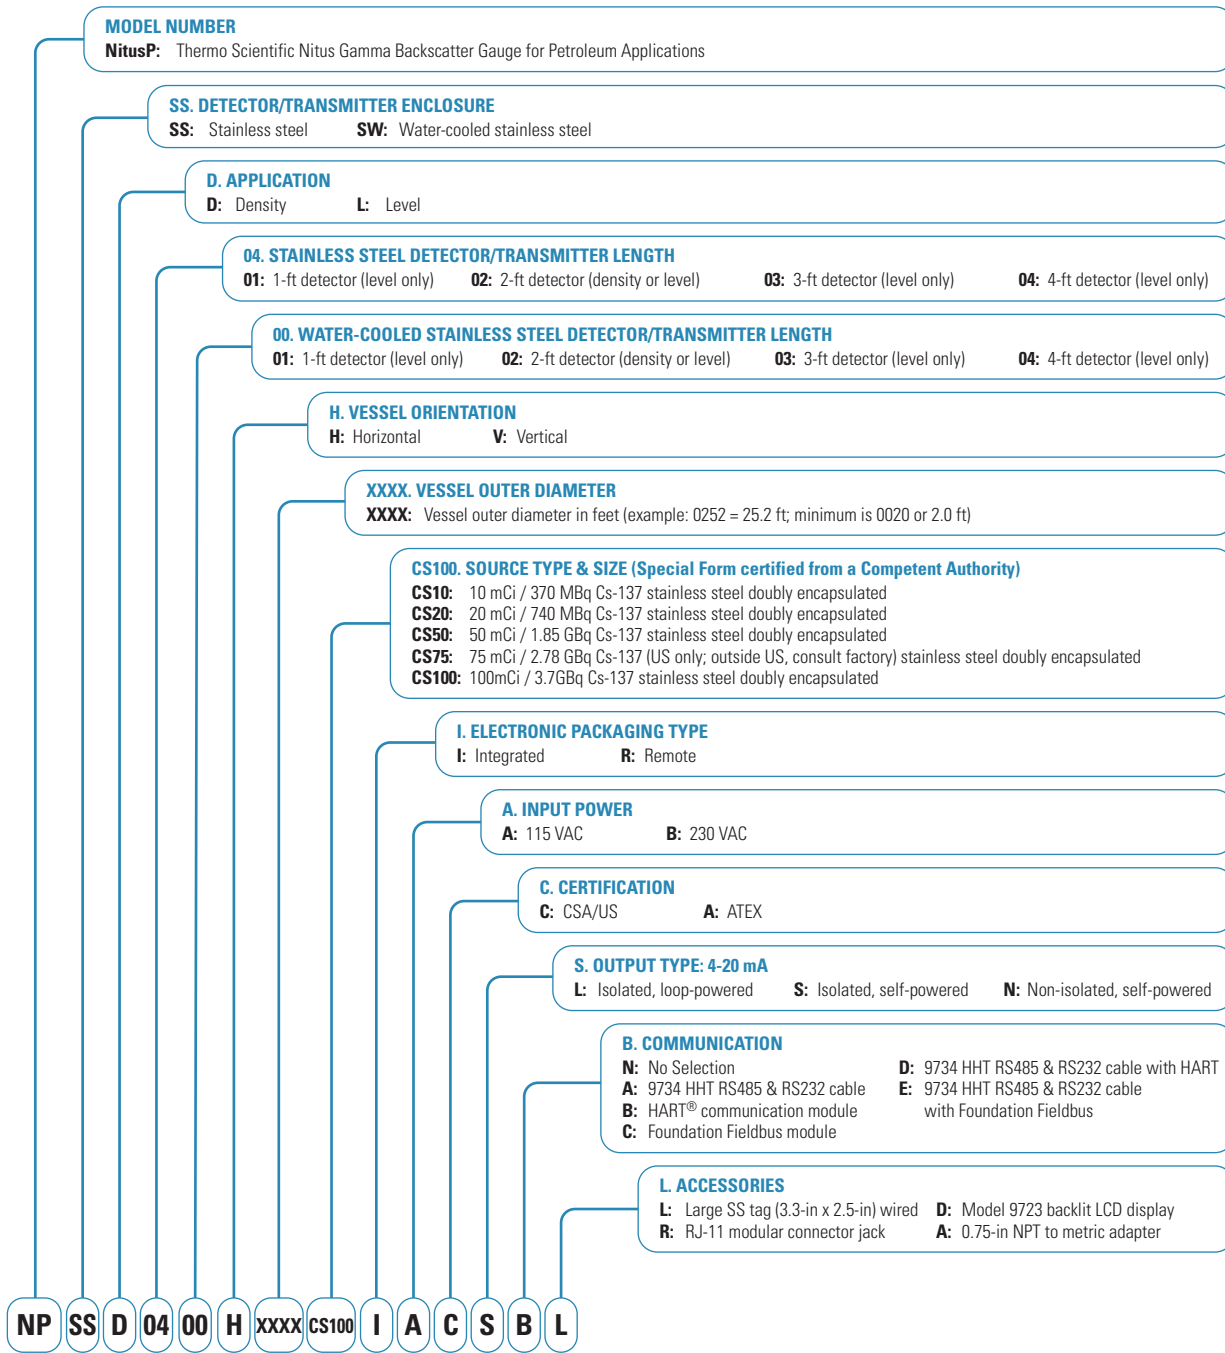 MODEL NUMBER
NitusP: Thermo Scientific Nitus Gamma Backscatter Gauge for Petroleum Applications
SS. DETECTOR/TRANSMITTER ENCLOSURE
SS: Stainless steel SW: Water-cooled stainless steel
D. APPLICATION
D: Density L: Level
04. STAINLESS STEEL DETECTOR/TRANSMITTER LENGTH
01: 1-ft detector (level only) 02: 2-ft detector (density or level) 03: 3-ft detector (level only) 04: 4-ft detector (level only)
00. WATER-COOLED STAINLESS STEEL DETECTOR/TRANSMITTER LENGTH
01: 1-ft detector (level only) 02: 2-ft detector (density or level) 03: 3-ft detector (level only) 04: 4-ft detector (level only)
H. VESSEL ORIENTATION
H: Horizontal V: Vertical
XXXX. VESSEL OUTER DIAMETER
XXXX: Vessel outer diameter in feet (example: 0252 = 25.2 ft; minimum is 0020 or 2.0 ft)
CS100. SOURCE TYPE & SIZE (Special Form certified from a Competent Authority)
CS10: 10 mCi / 370 MBq Cs-137 stainless steel doubly encapsulated
CS20: 20 mCi / 740 MBq Cs-137 stainless steel doubly encapsulated
CS50: 50 mCi / 1.85 GBq Cs-137 stainless steel doubly encapsulated
CS75: 75 mCi / 2.78 GBq Cs-137 (US only; outside US, consult factory) stainless steel doubly encapsulated
CS100: 100mCi / 3.7GBq Cs-137 stainless steel doubly encapsulated
I. ELECTRONIC PACKAGING TYPE
I: Integrated R: Remote
A. INPUT POWER
A: 115 VAC B: 230 VAC
C. CERTIFICATION
C: CSA/US A: ATEX
S. OUTPUT TYPE: 4-20 mA
L: Isolated, loop-powered S: Isolated, self-powered N: Non-isolated, self-powered
B. COMMUNICATION
N: No Selection
A: 9734 HHT RS485 & RS232 cable
B: HART® communication module
C: Foundation Fieldbus module
D: 9734 HHT RS485 & RS232 cable with HART
E: 9734 HHT RS485 & RS232 cable
with Foundation Fieldbus
L. ACCESSORIES
L: Large SS tag (3.3-in x 2.5-in) wired D: Model 9723 backlit LCD display
R: RJ-11 modular connector jack A: 0.75-in NPT to metric adapter
NP SS D 04 00 H XXXX CS100 I A C S B L